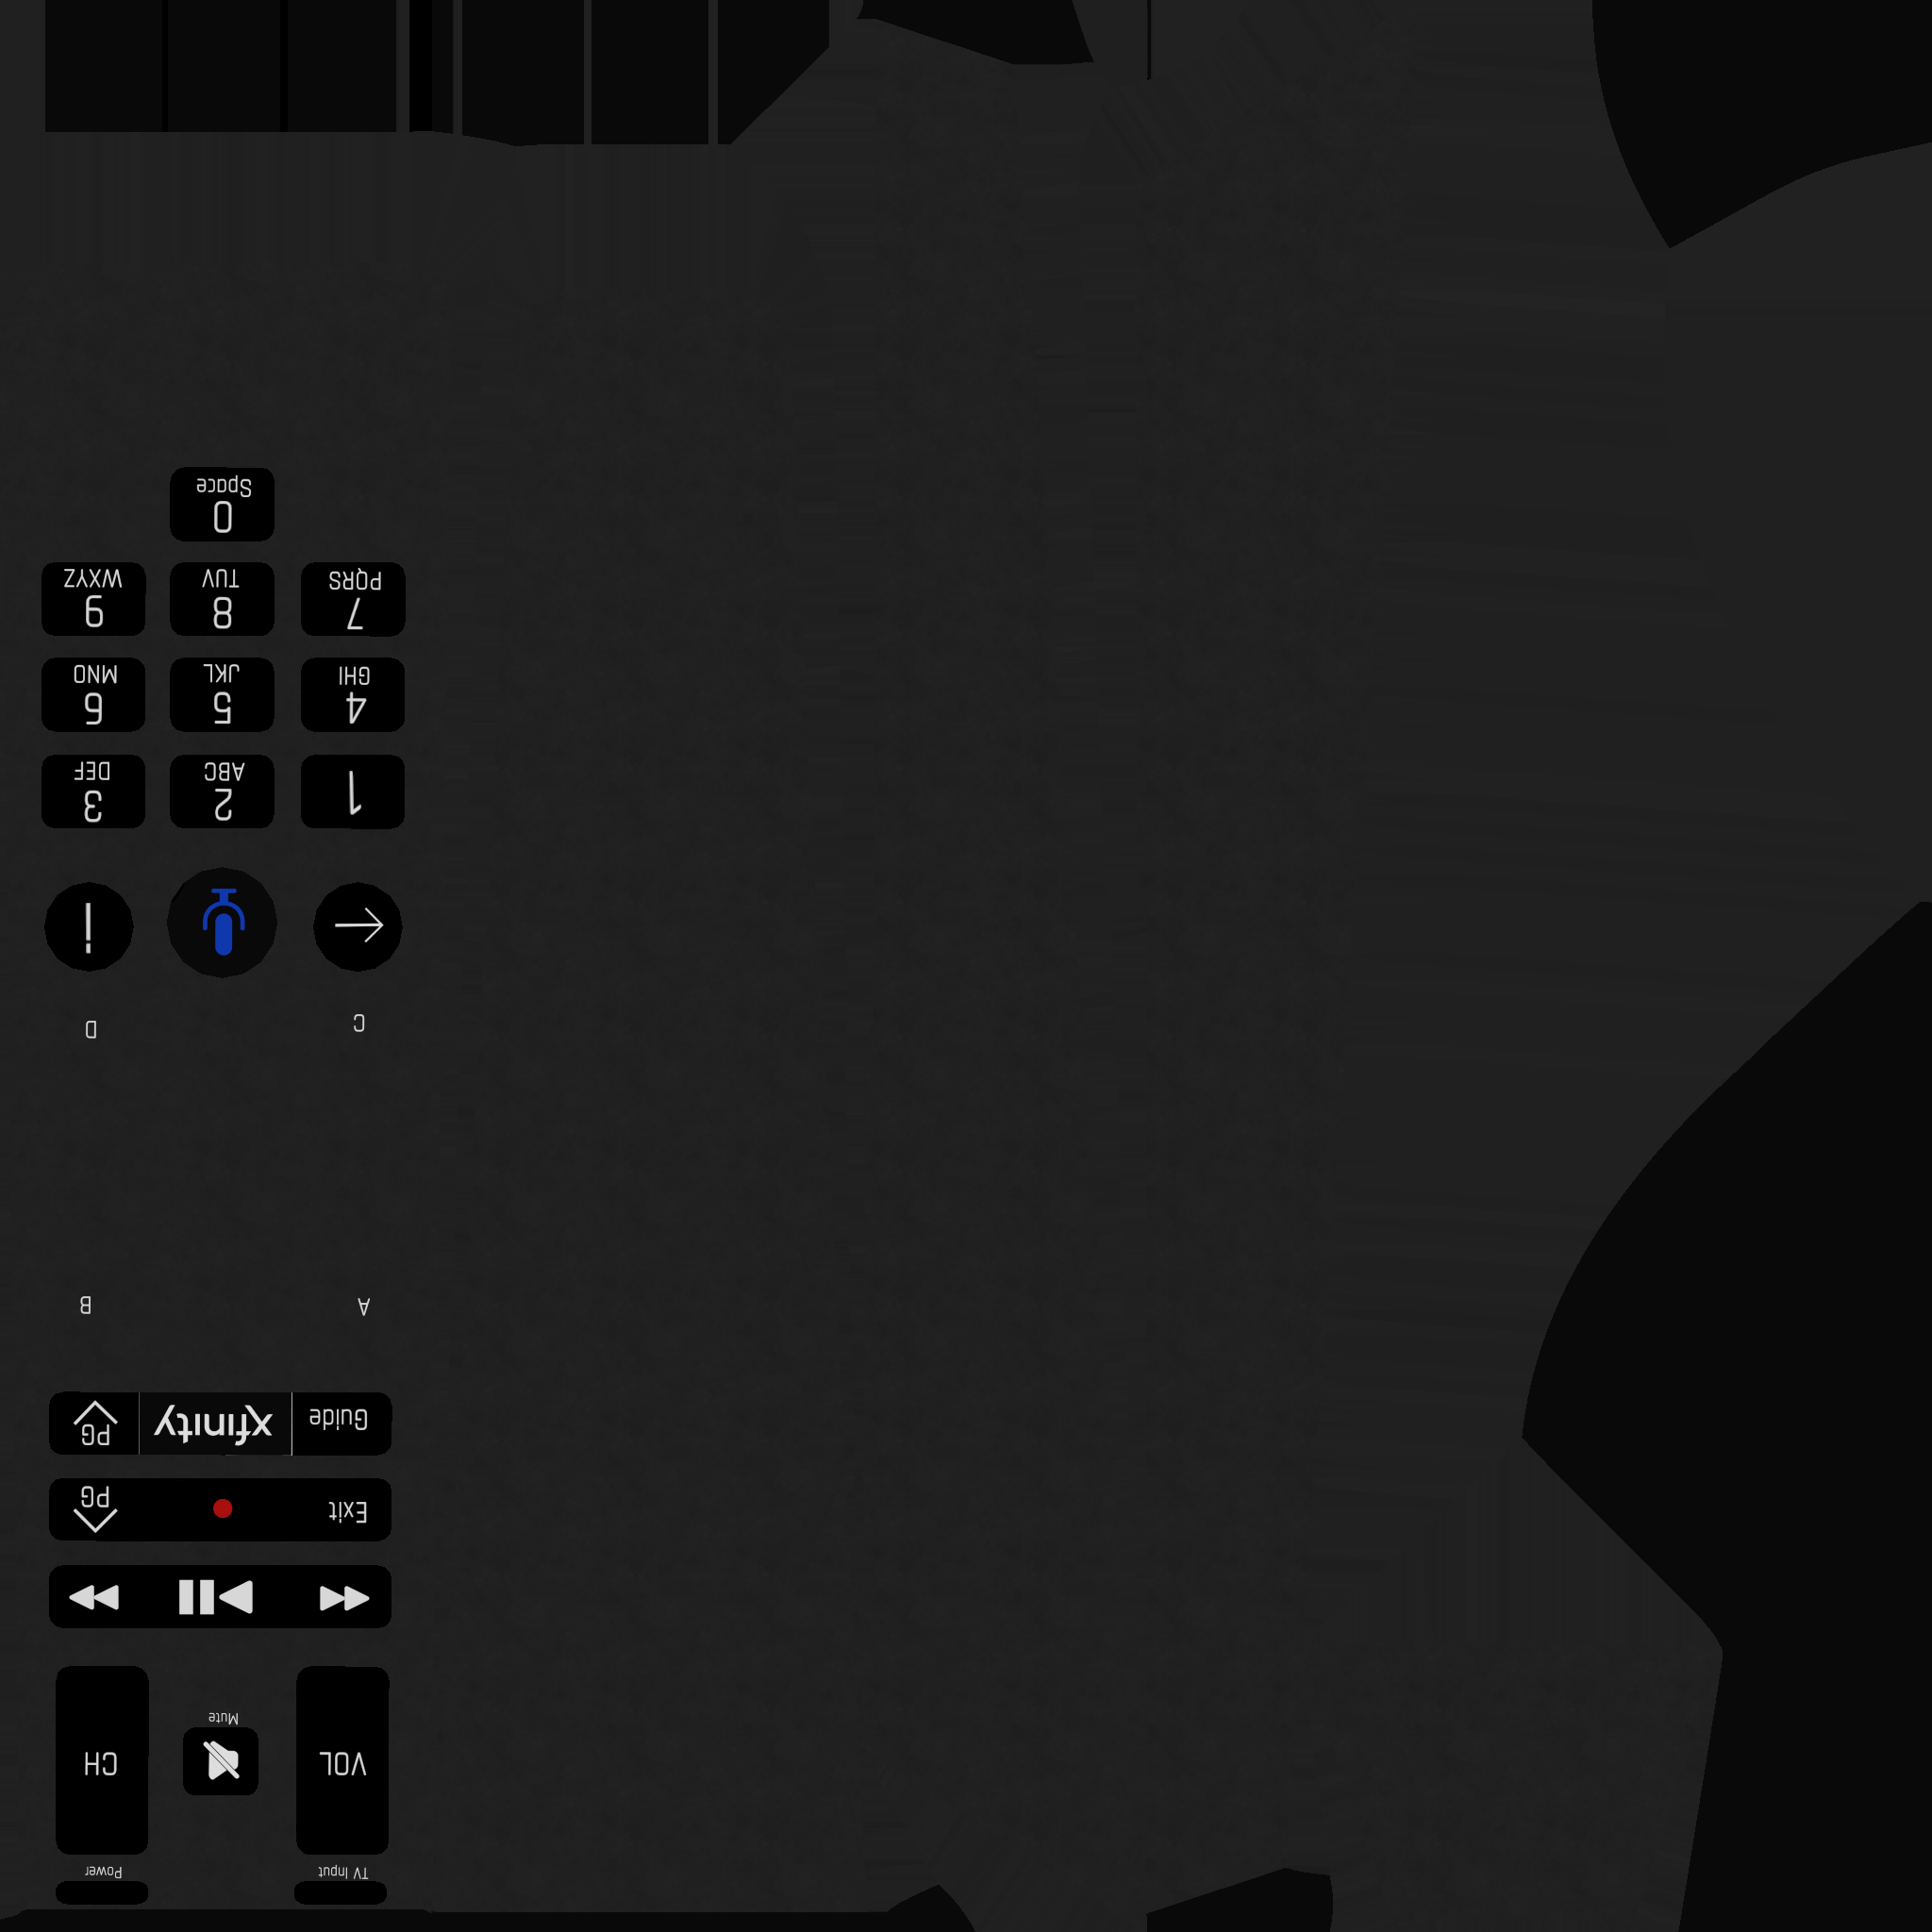 TV Input Power
VOL CH
Mute
Exit PG
Guide xfinity PG
A B
C D
i
1 2 3
ABC DEF
4 5 6
GHI JKL MNO
7 8 9
PQRS TUV WXYZ
0
Space